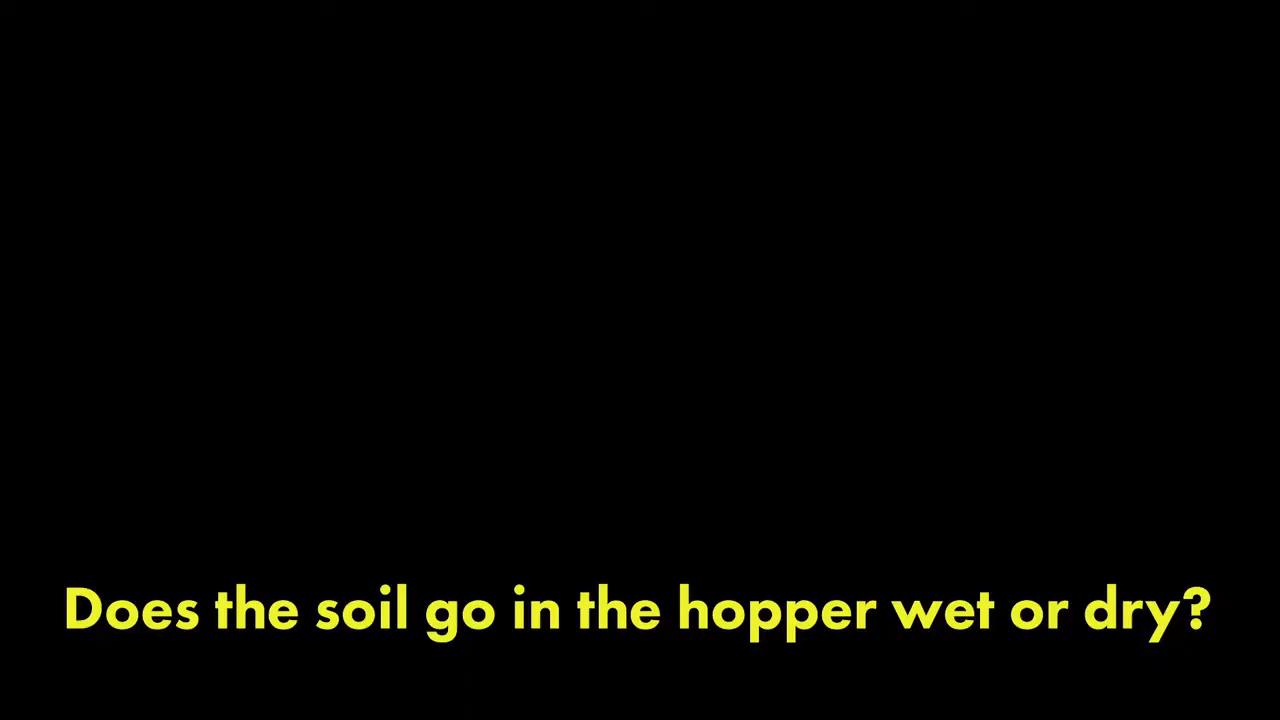 Does the soil go in the hopper wet or dry?